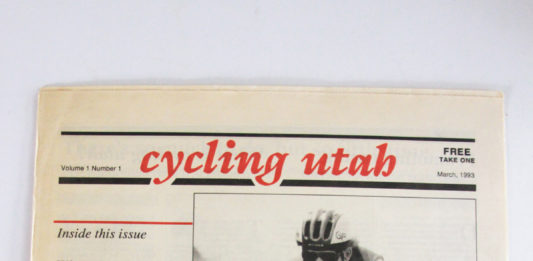 FREE
TAKE ONE
cycling utah
Volume 1 Number 1
March, 1993
Inside this issue